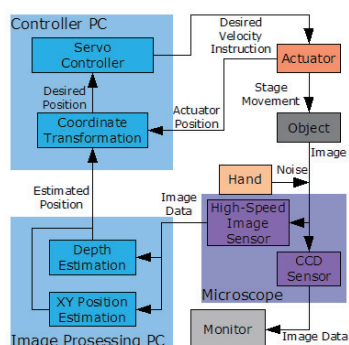 Controller PC
Desired
Velocity
Instruction
Servo
Controller
Actuator
Desired
Position
Actuator
Position
Stage
Movement
Coordinate
Transformation
Object
Image
Hand
Noise
Estimated
Position
Image
Data
High-Speed
Image
Sensor
Depth
Estimation
CCD
Sensor
XY Position
Estimation
Microscope
Monitor
Image Data
Image Prosessing PC